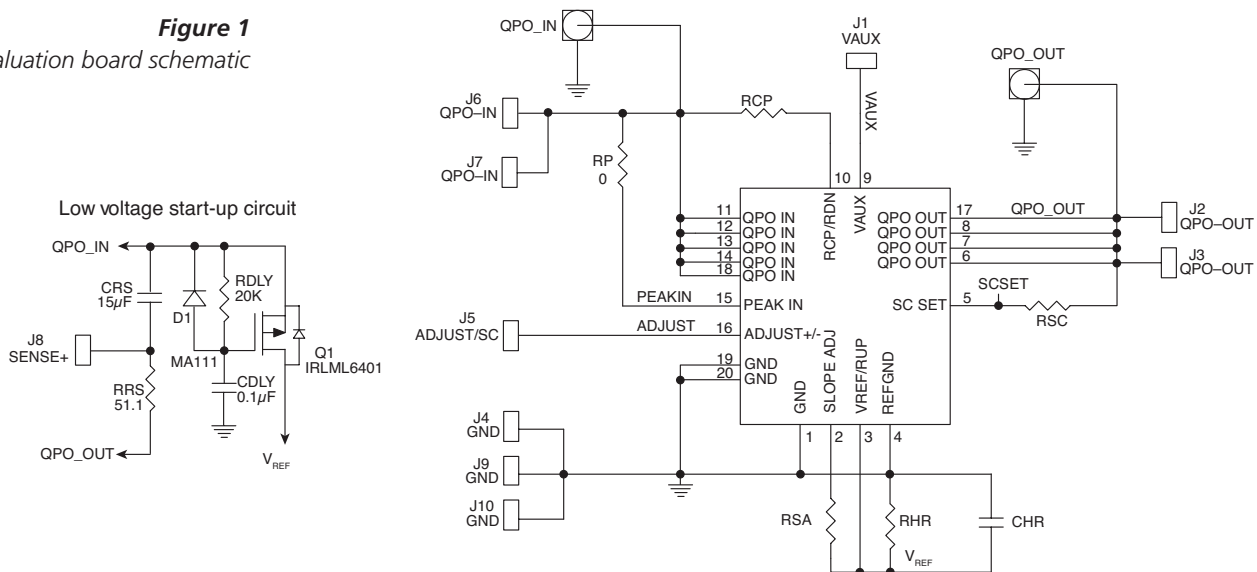 Figure 1
aluation board schematic
QPO_IN
J1
VAUX
QPO_OUT
J6
QPO–IN
RCP
VAUX
J7
QPO–IN
RP
0
10
9
RCP/RDN
VAUX
11
QPO IN
12
QPO IN
13
QPO IN
14
QPO IN
18
QPO IN
QPO OUT
17
QPO_OUT
QPO OUT
8
QPO OUT
7
QPO OUT
6
J2
QPO–OUT
J3
QPO–OUT
PEAKIN
15
PEAK IN
SC SET
5
SCSET
RSC
J5
ADJUST/SC
ADJUST
16
ADJUST+/-
19
GND
20
GND
GND
SLOPE ADJ
VREF/RUP
REFGND
1
2
3
4
J4
GND
J9
GND
J10
GND
RSA
RHR
CHR
VREF
Low voltage start-up circuit
QPO_IN
CRS
15µF
RDLY
20K
D1
J8
SENSE+
MA111
Q1
IRLML6401
RRS
51.1
CDLY
0.1µF
QPO_OUT
VREF